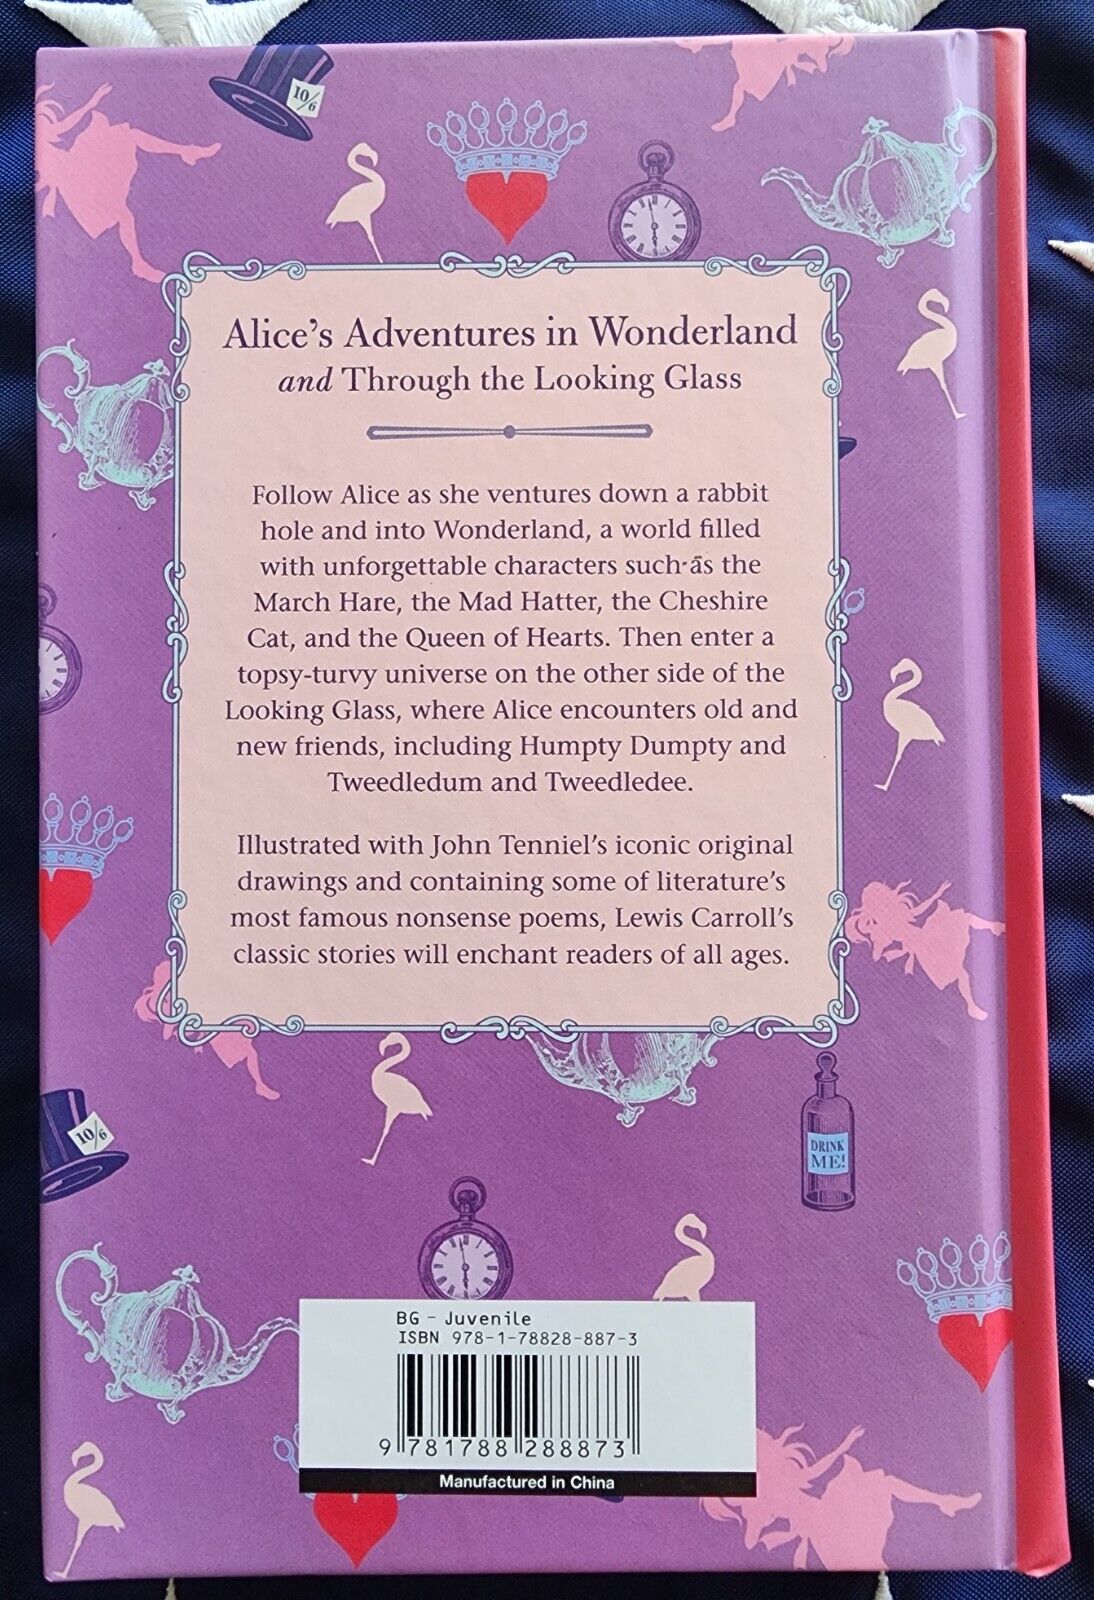 10/6
Alice's Adventures in Wonderland
and Through the Looking Glass
Follow Alice as she ventures down a rabbit
hole and into Wonderland, a world filled
with unforgettable characters such as the
March Hare, the Mad Hatter, the Cheshire
Cat, and the Queen of Hearts. Then enter a
topsy-turvy universe on the other side of the
Looking Glass, where Alice encounters old and
new friends, including Humpty Dumpty and
Tweedledum and Tweedledee.
Illustrated with John Tenniel's iconic original
drawings and containing some of literature's
most famous nonsense poems, Lewis Carroll's
classic stories will enchant readers of all ages.
10/6
DRINK
ME!
BG - Juvenile
ISBN 978-1-78828-887-3
9 781788 288873
Manufactured in China